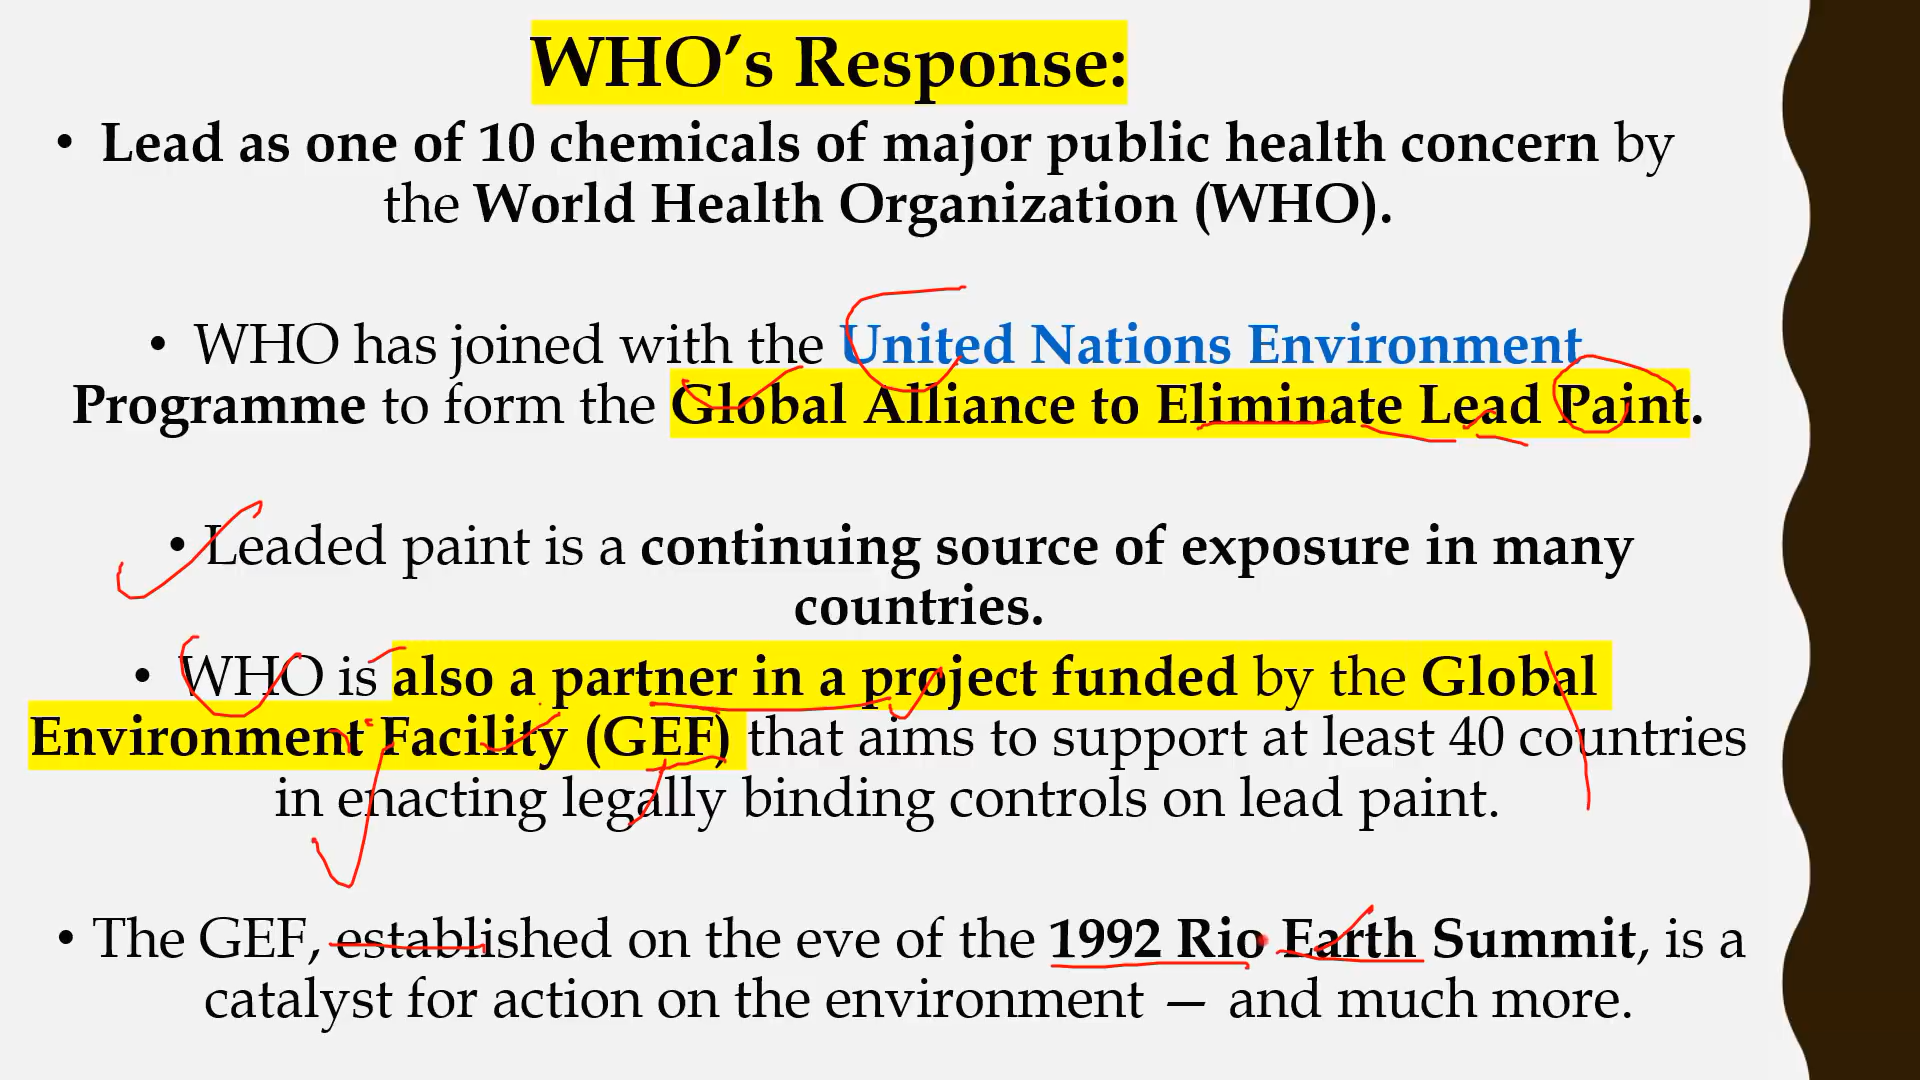 WHO’s Response:
• Lead as one of 10 chemicals of major public health concern by
the World Health Organization (WHO).
• WHO has joined with the United Nations Environment
Programme to form the Global Alliance to Eliminate Lead Paint.
• Leaded paint is a continuing source of exposure in many
countries.
• WHO is also a partner in a project funded by the Global
Environment Facility (GEF) that aims to support at least 40 countries
in enacting legally binding controls on lead paint.
• The GEF, established on the eve of the 1992 Rio Earth Summit, is a
catalyst for action on the environment — and much more.